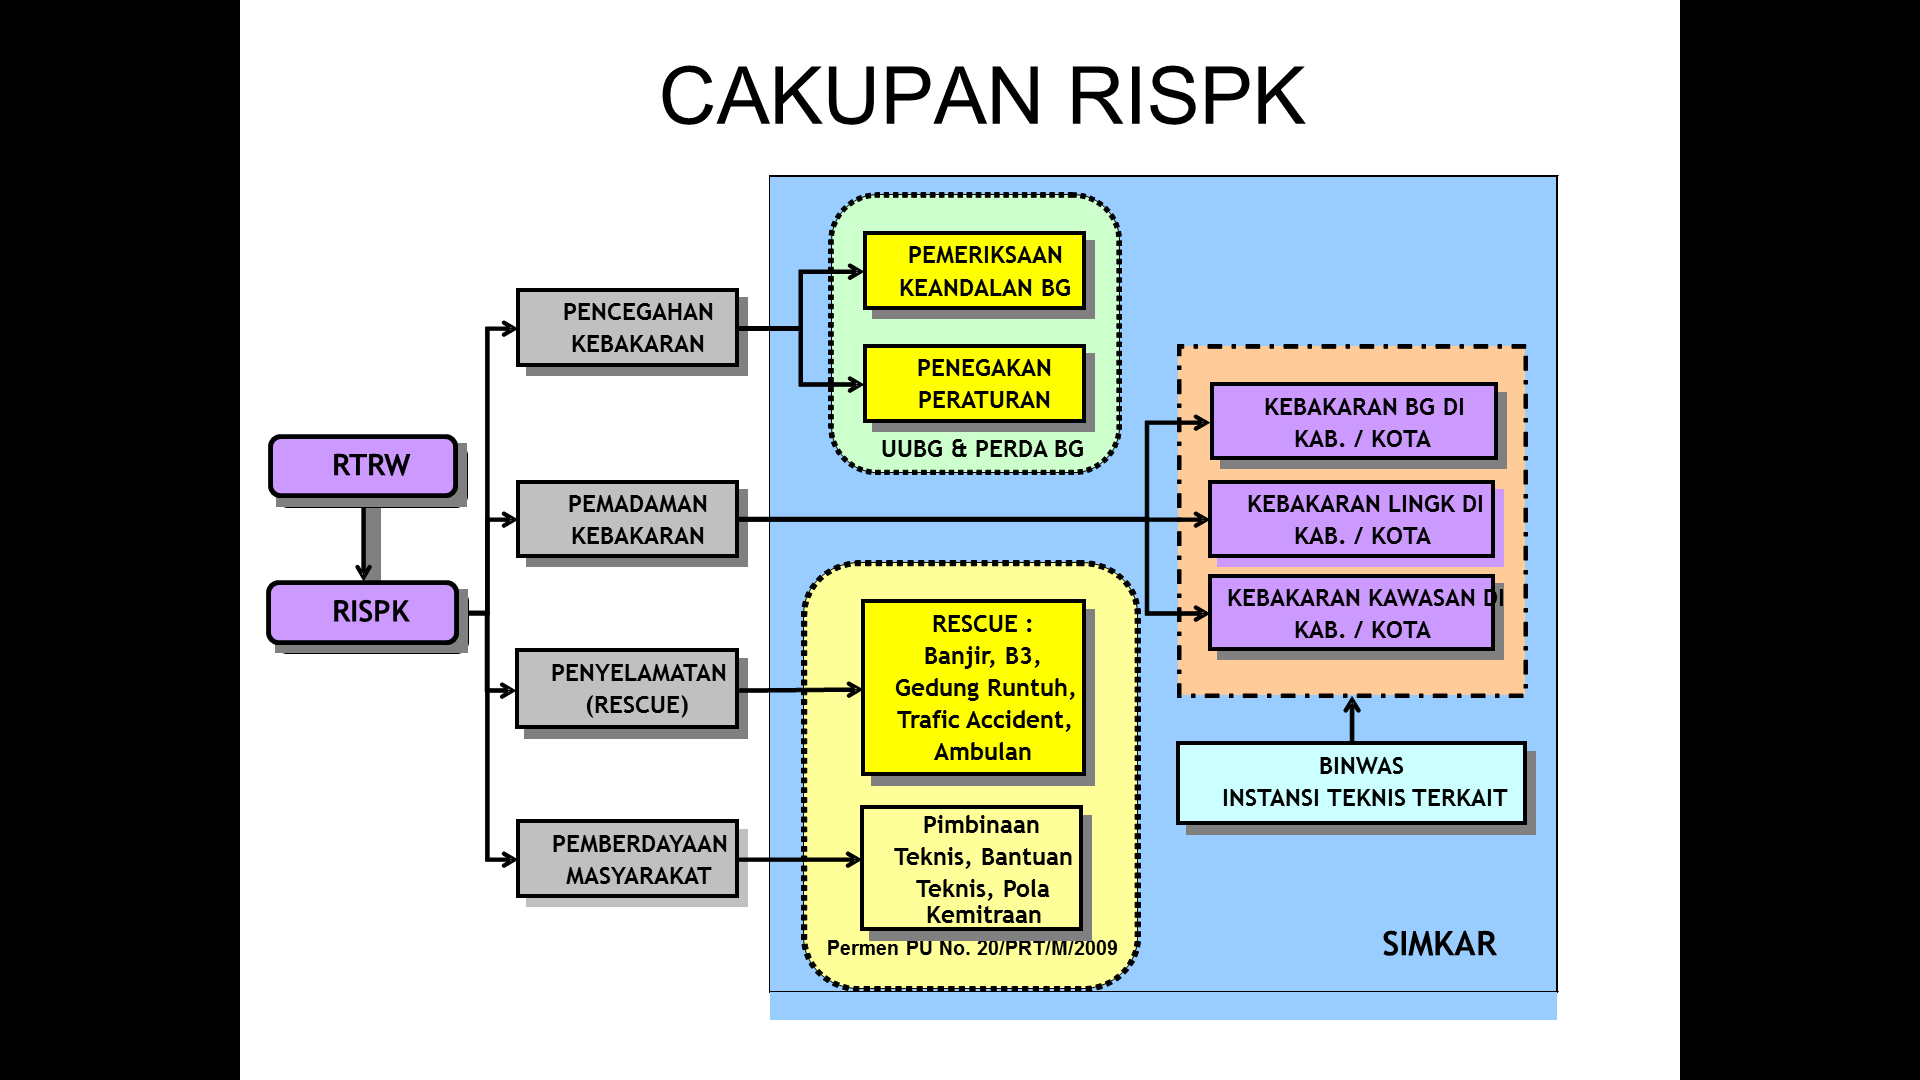 CAKUPAN RISPK
RTRW
RISPK
PENCEGAHAN
KEBAKARAN
PEMADAMAN
KEBAKARAN
PENYELAMATAN
(RESCUE)
PEMBERDAYAAN
MASYARAKAT
PEMERIKSAAN
KEANDALAN BG
PENEGAKAN
PERATURAN
UUBG & PERDA BG
RESCUE :
Banjir, B3,
Gedung Runtuh,
Trafic Accident,
Ambulan
Pimbinaan
Teknis, Bantuan
Teknis, Pola
Kemitraan
Permen PU No. 20/PRT/M/2009
KEBAKARAN BG DI
KAB. / KOTA
KEBAKARAN LINGK DI
KAB. / KOTA
KEBAKARAN KAWASAN DI
KAB. / KOTA
BINWAS
INSTANSI TEKNIS TERKAIT
SIMKAR